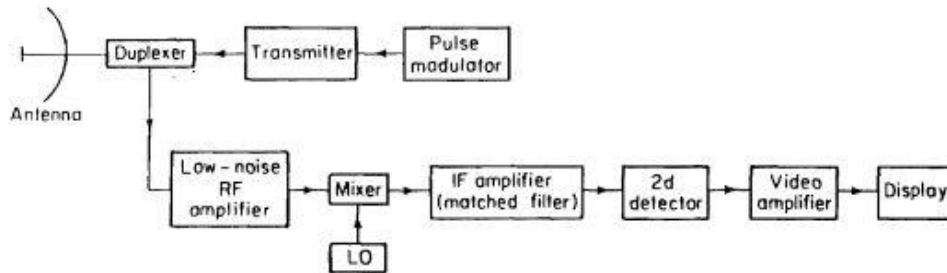 Duplexer
Transmitter
Pulse
modulator
Antenna
Low-noise
RF
amplifier
Mixer
IF amplifier
(matched filter)
2d
detector
Video
amplifier
Display
LO